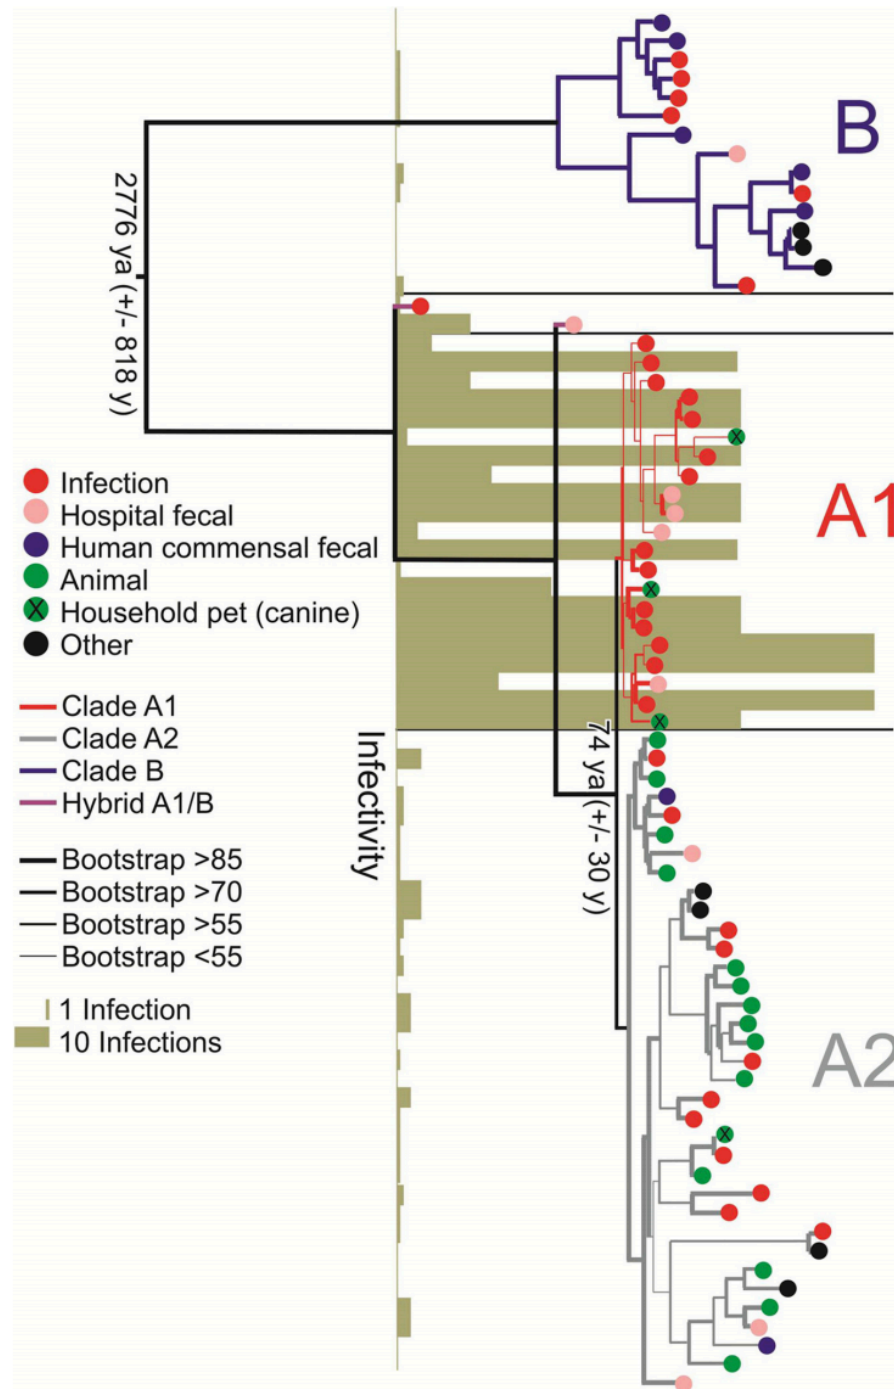 B
2776 ya (+/- 818 y)
Infection
Hospital fecal
Human commensal fecal
Animal
X Household pet (canine)
Other
A1
Clade A1
Clade A2
Clade B
Hybrid A1/B
Infectivity
74 ya (+/- 30 y)
Bootstrap >85
Bootstrap >70
Bootstrap >55
Bootstrap <55
1 Infection
10 Infections
A2
X
X
X
X